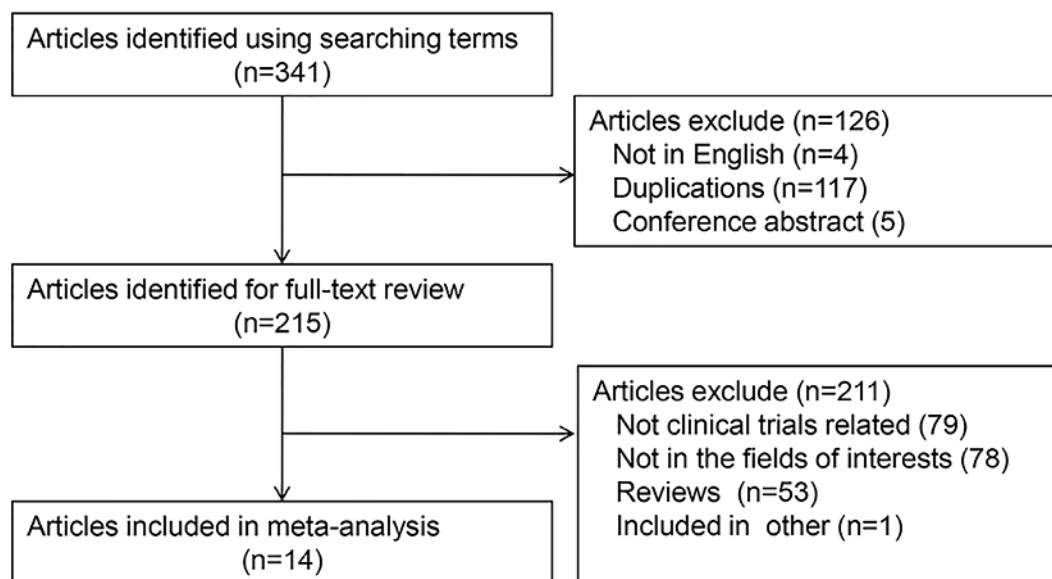 Articles identified using searching terms
(n=341)
Articles exclude (n=126)
Not in English (n=4)
Duplications (n=117)
Conference abstract (5)
Articles identified for full-text review
(n=215)
Articles exclude (n=211)
Not clinical trials related (79)
Not in the fields of interests (78)
Reviews (n=53)
Included in other (n=1)
Articles included in meta-analysis
(n=14)